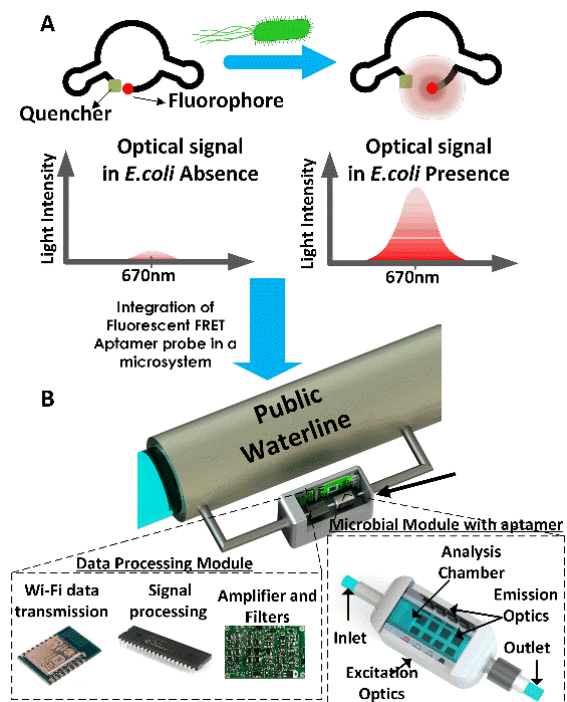 A
Quencher
Fluorophore
Optical signal
in E.coli Absence
Optical signal
in E.coli Presence
Light Intensity
670nm
Light Intensity
670nm
Integration of
Fluorescent FRET
Aptamer probe in a
microsystem
B
Public
Waterline
Data Processing Module
Wi-Fi data
transmission
Signal
processing
Amplifier and
Filters
Microbial Module with aptamer
Analysis
Chamber
Emission
Optics
Inlet
Outlet
Excitation
Optics